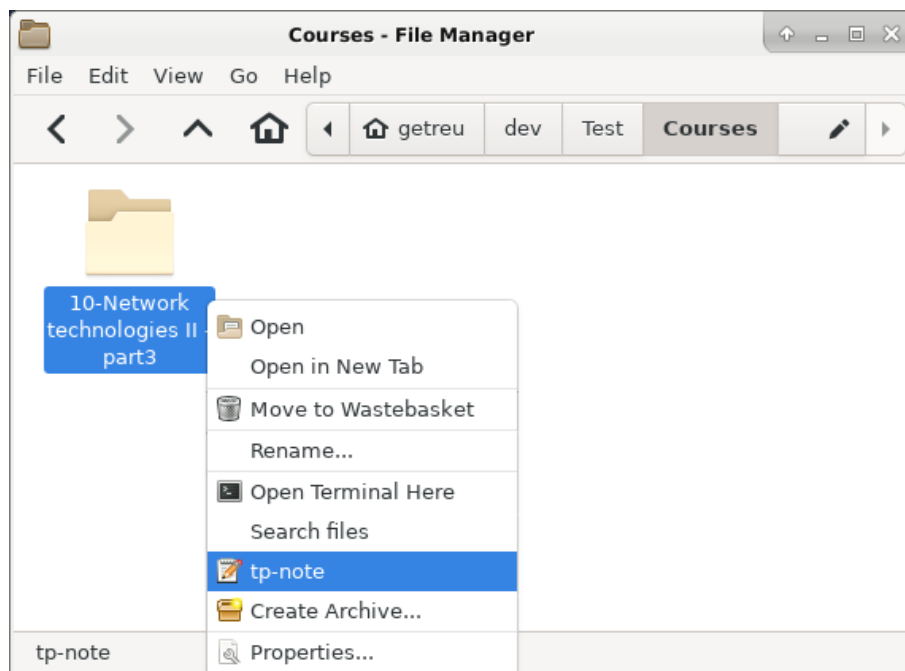 Courses - File Manager
File Edit View Go Help
getreu dev Test Courses
10-Network
technologies II -
part3
Open
Open in New Tab
Move to Wastebasket
Rename...
Open Terminal Here
Search files
tp-note
Create Archive...
Properties...
tp-note